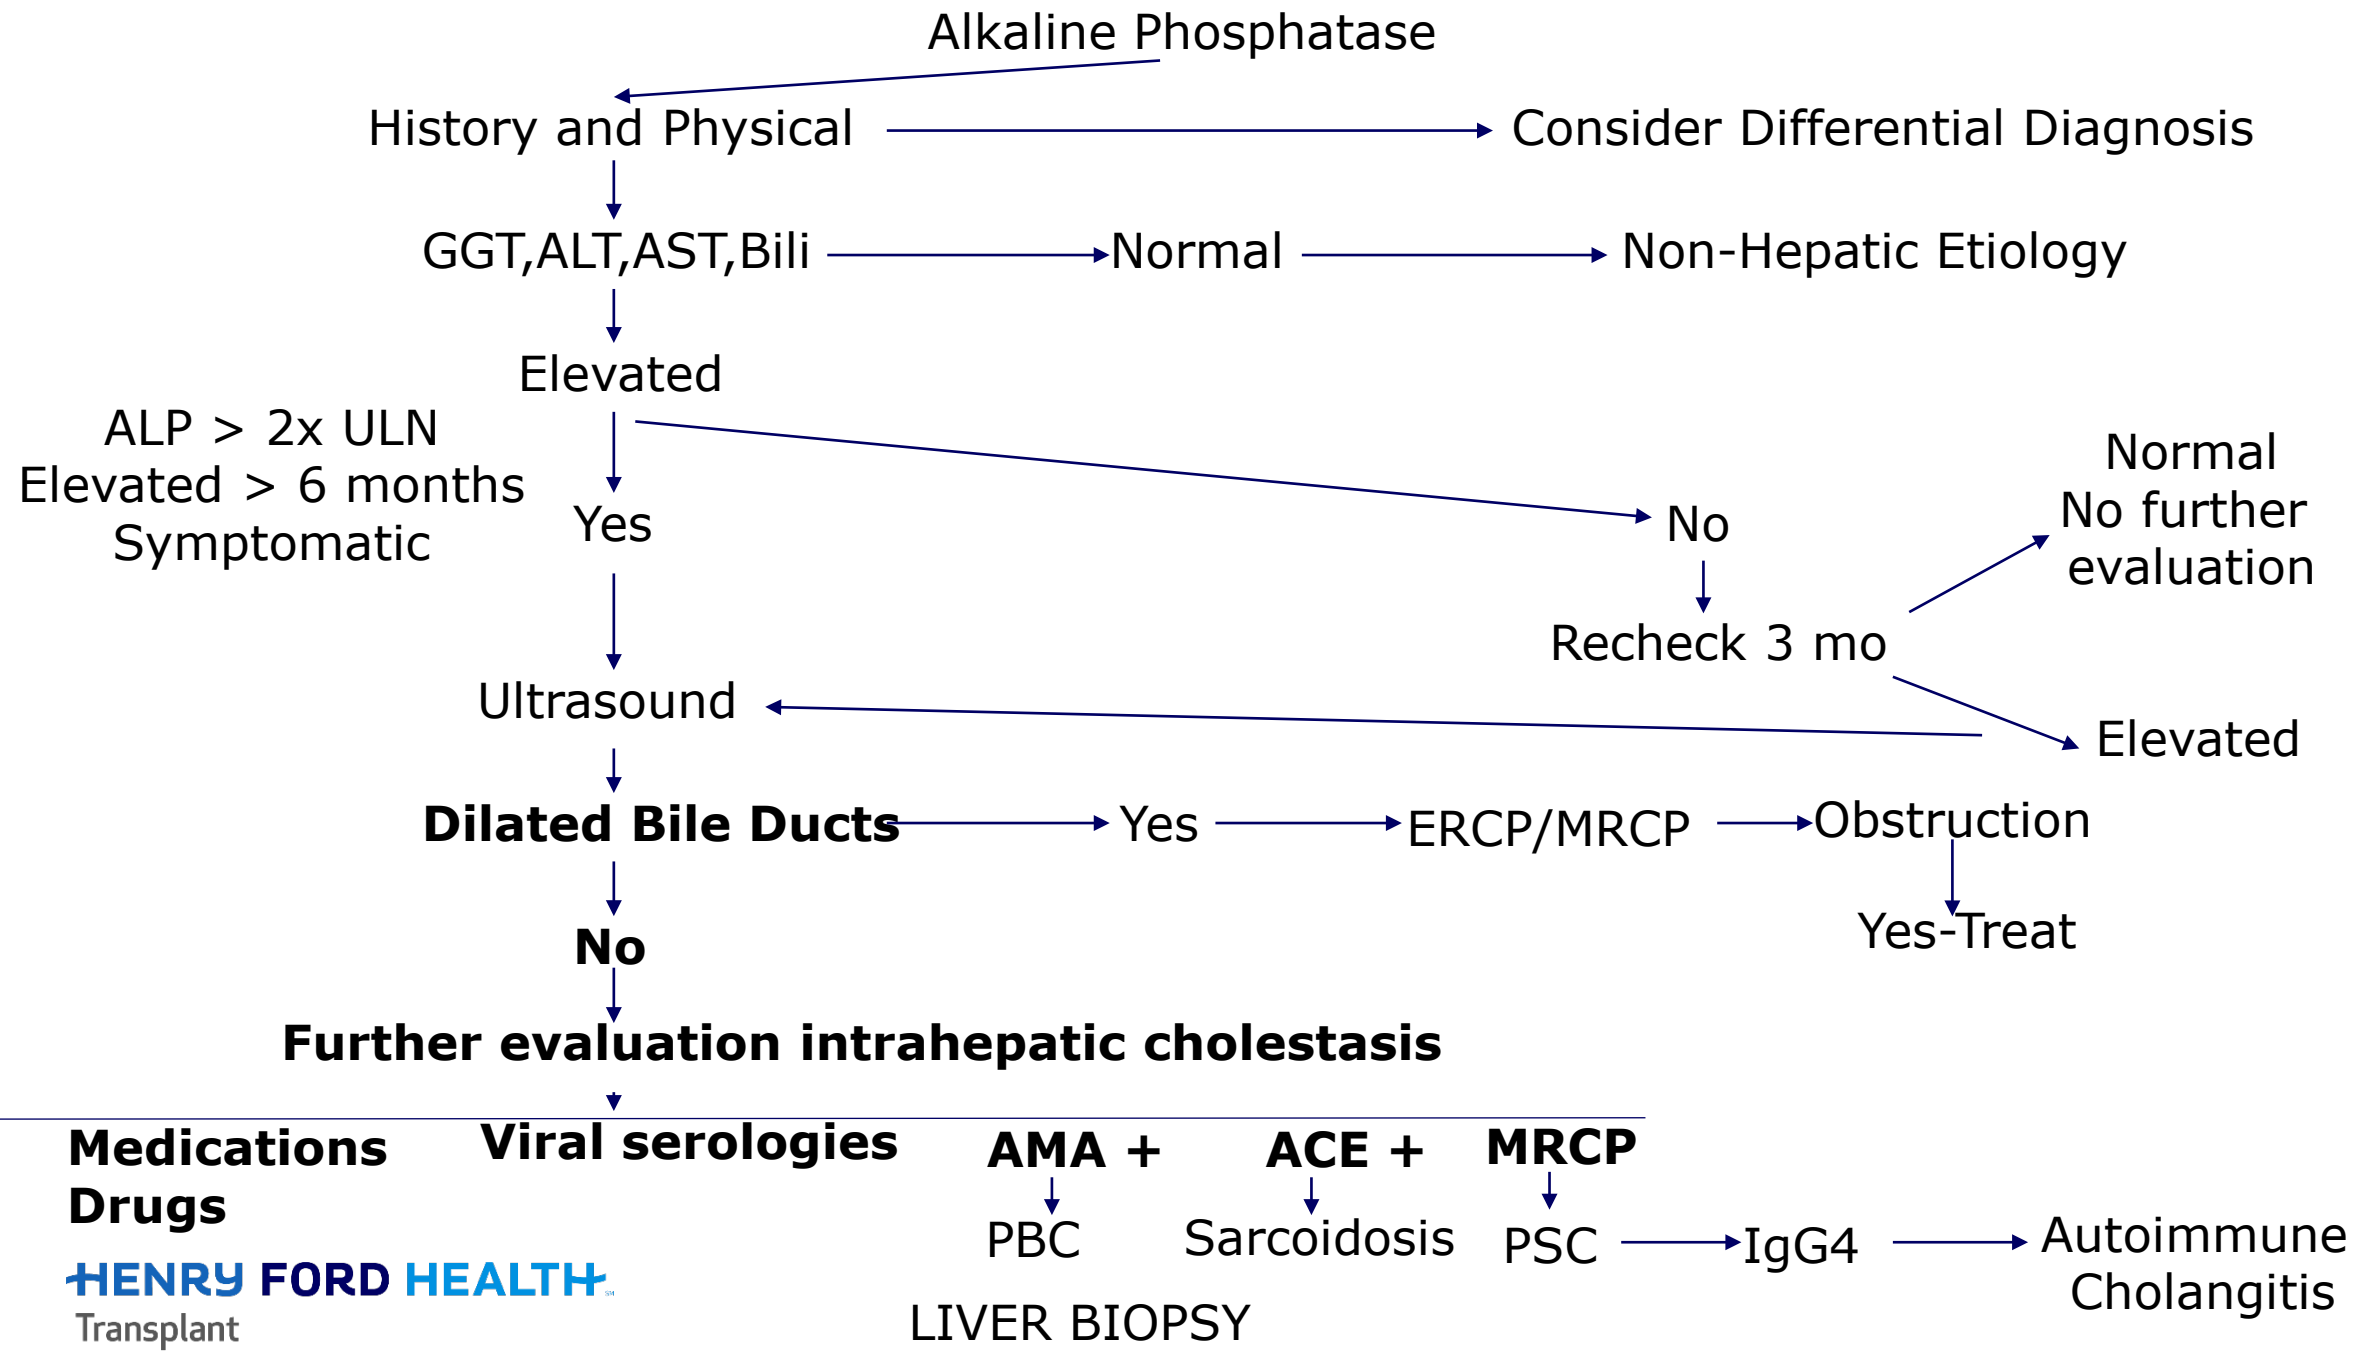 Alkaline Phosphatase
History and Physical
Consider Differential Diagnosis
GGT,ALT,AST,Bili
Normal
Non-Hepatic Etiology
Elevated
ALP > 2x ULN
Elevated > 6 months
Symptomatic
Yes
No
Normal
No further
evaluation
Recheck 3 mo
Ultrasound
Elevated
Dilated Bile Ducts
Yes
ERCP/MRCP
Obstruction
No
Yes-Treat
Further evaluation intrahepatic cholestasis
Medications
Drugs
Viral serologies
AMA +
ACE +
MRCP
PBC
Sarcoidosis
PSC
IgG4
Autoimmune
Cholangitis
HENRY FORD HEALTH℠
Transplant
LIVER BIOPSY